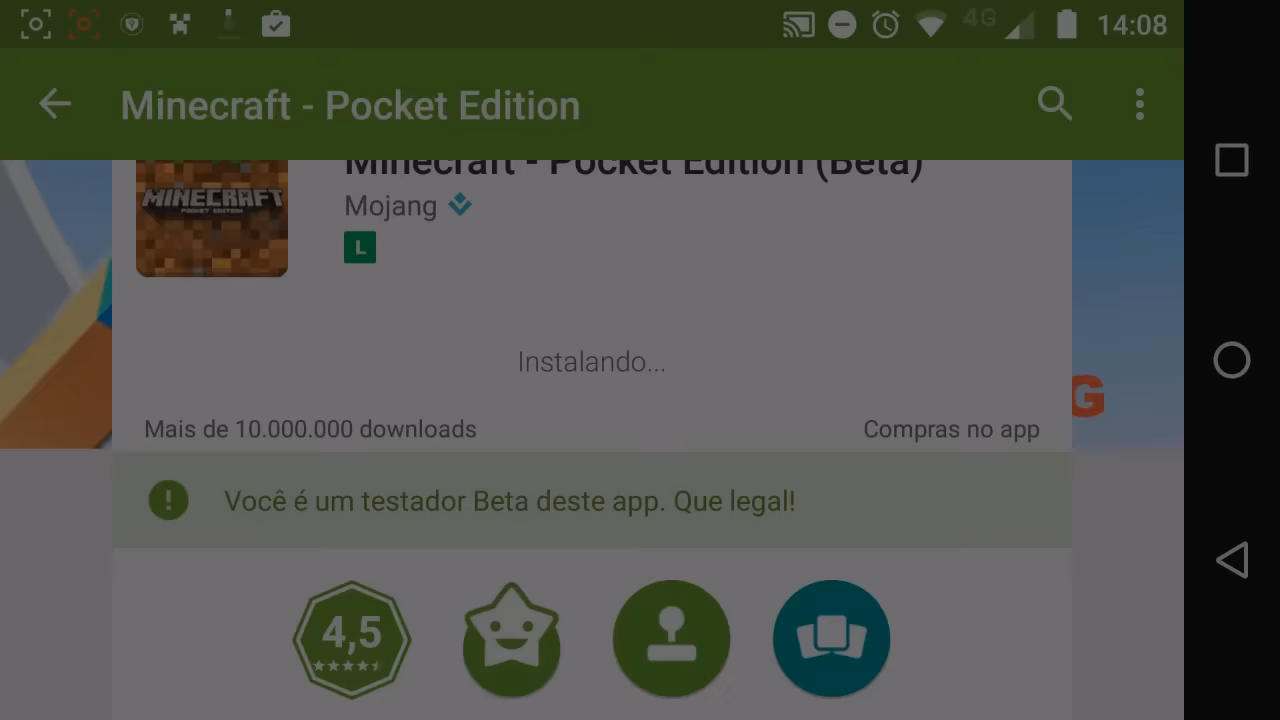 4G 14:08
Minecraft - Pocket Edition
Minecraft - Pocket Edition (Beta)
MINECRAFT
POCKET EDITION
Mojang
L
Instalando...
G
Mais de 10.000.000 downloads
Compras no app
Você é um testador Beta deste app. Que legal!
4,5